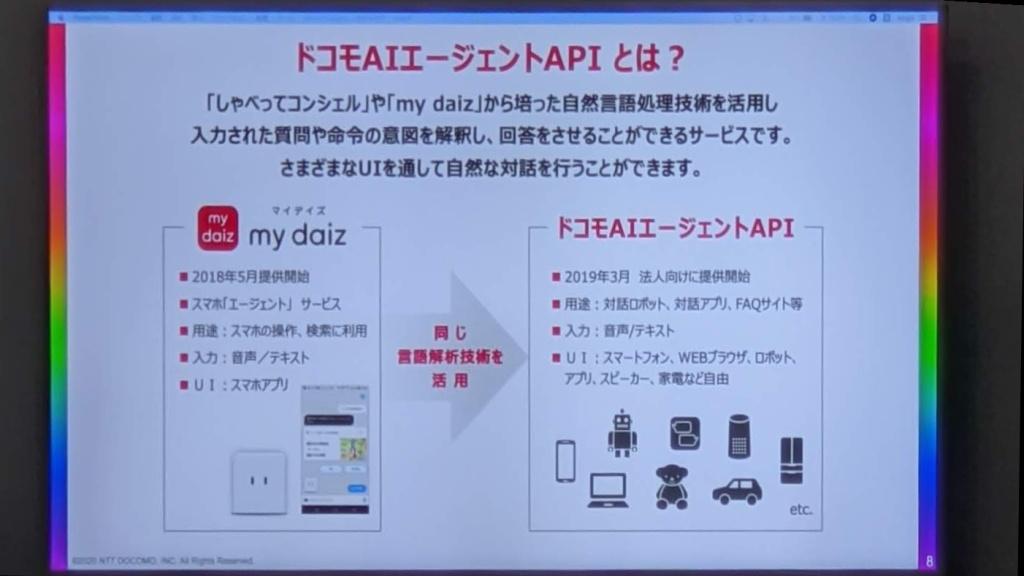 ドコモAIエージェントAPI とは？
「しゃべってコンシェル」や「my daiz」から培った自然言語処理技術を活用し
入力された質問や命令の意図を解釈し、回答をさせることができるサービスです。
さまざまなUIを通して自然な対話を行うことができます。
my
daiz
マイデイズ
my daiz
■ 2018年5月提供開始
■ スマホ「エージェント」 サービス
■ 用途：スマホの操作、検索に利用
■ 入力：音声／テキスト
■ ＵＩ：スマホアプリ
同じ
言語解析技術を
活用
ドコモAIエージェントAPI
■ 2019年3月 法人向けに提供開始
■ 用途：対話ロボット、対話アプリ、FAQサイト等
■ 入力：音声/テキスト
■ ＵＩ：スマートフォン、WEBブラウザ、ロボット、
アプリ、スピーカー、家電など自由
etc.
©2020 NTT DOCOMO, INC. All Rights Reserved.
8